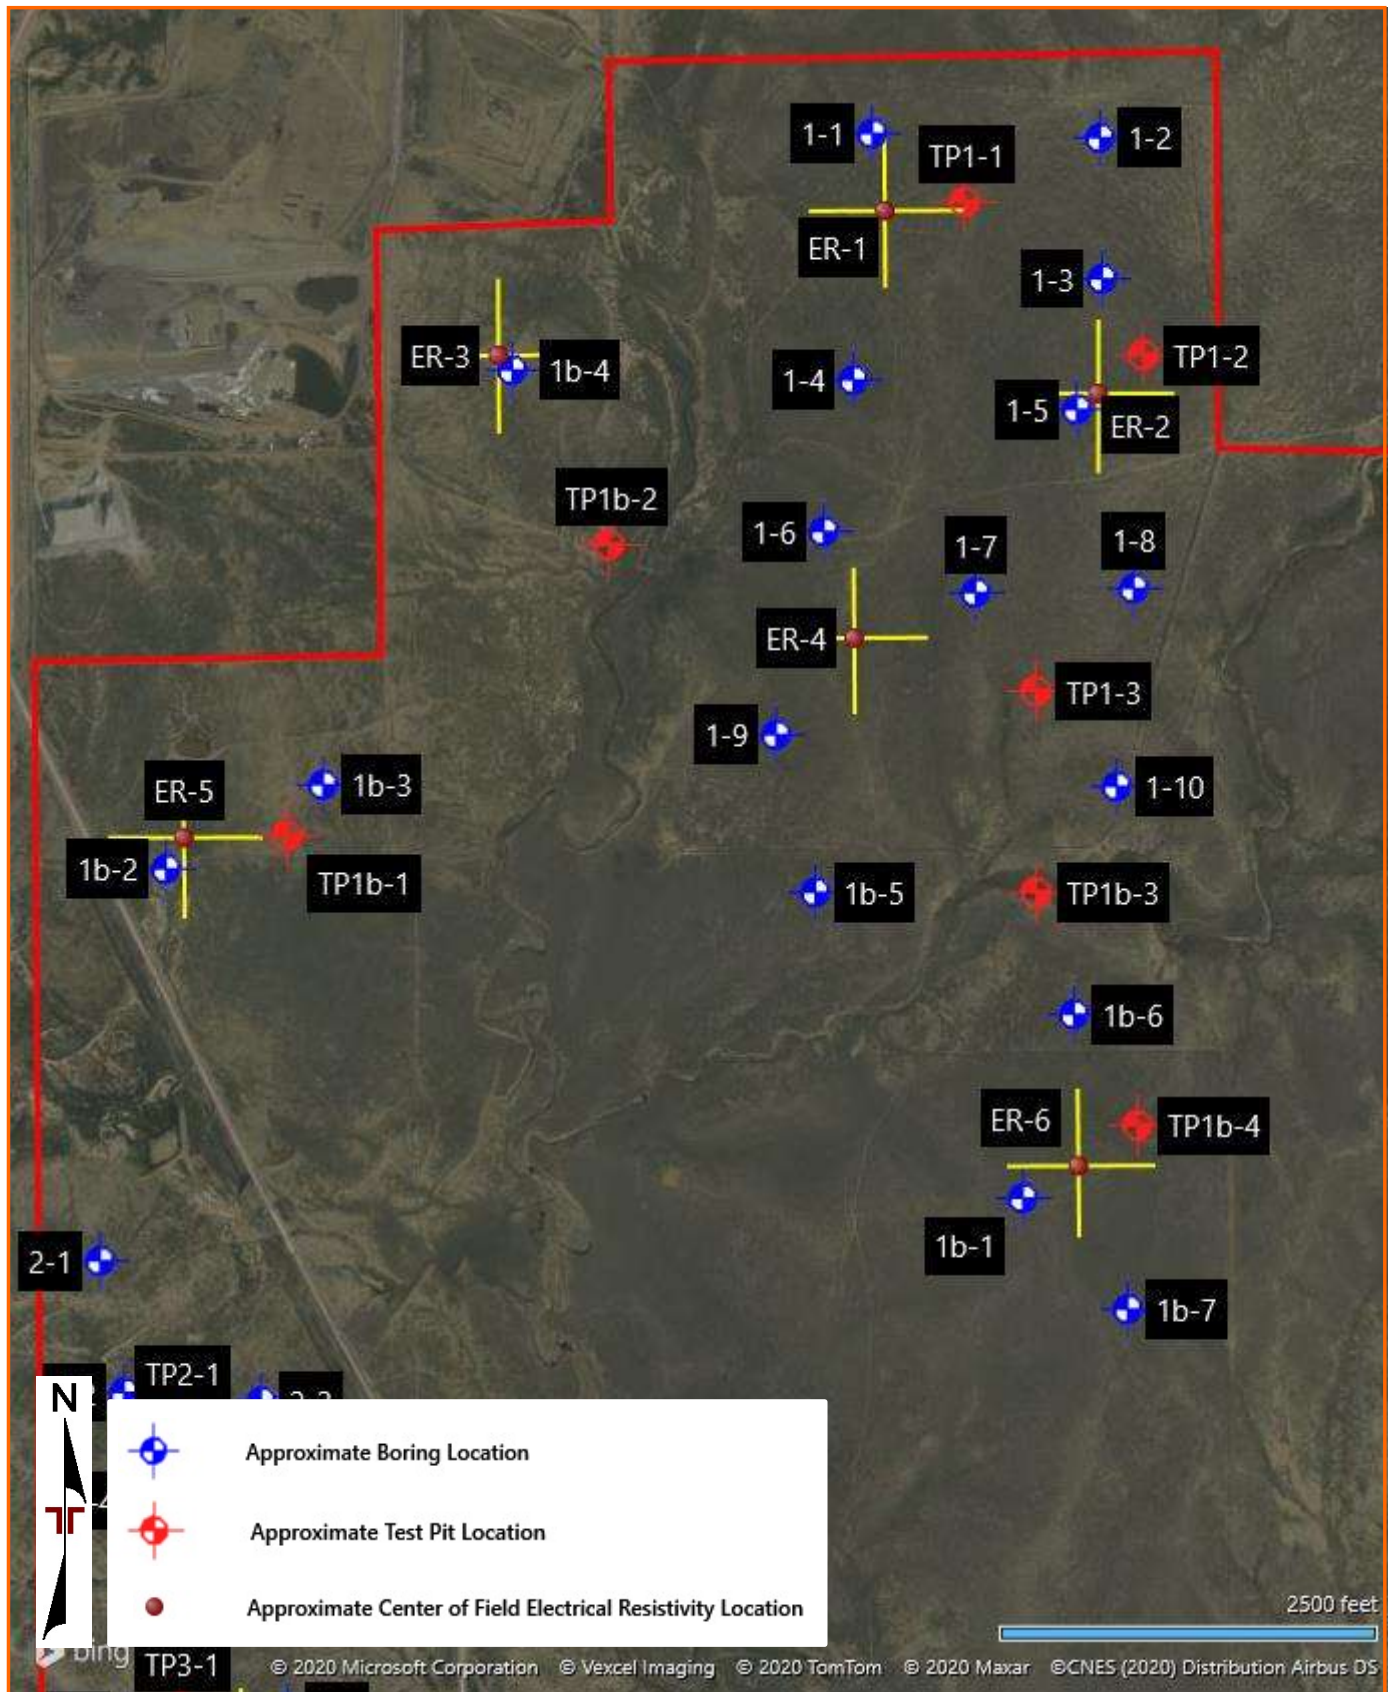 1-1
1-2
TP1-1
ER-1
1-3
ER-3
1b-4
1-4
TP1-2
1-5
ER-2
TP1b-2
1-6
1-7
1-8
ER-4
TP1-3
1-9
ER-5
1b-3
1-10
1b-2
TP1b-1
1b-5
TP1b-3
1b-6
ER-6
TP1b-4
1b-1
2-1
1b-7
TP2-1
N
Approximate Boring Location
Approximate Test Pit Location
Approximate Center of Field Electrical Resistivity Location
2500 feet
bing
TP3-1
© 2020 Microsoft Corporation © Vexcel Imaging © 2020 TomTom © 2020 Maxar ©CNES (2020) Distribution Airbus DS